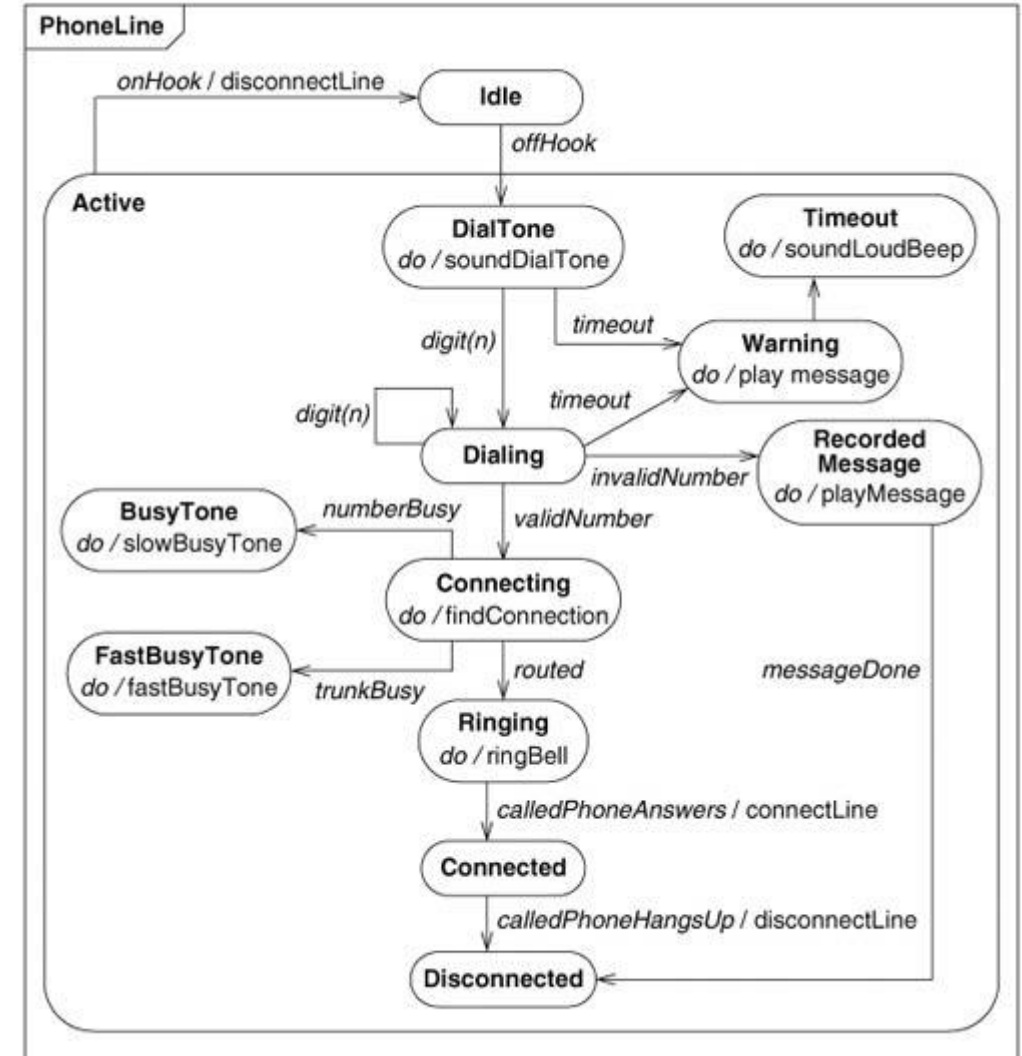 PhoneLine
onHook / disconnectLine
Idle
offHook
Active
DialTone
do / soundDialTone
Timeout
do / soundLoudBeep
digit(n)
timeout
Warning
do / play message
digit(n)
timeout
Dialing
Recorded
Message
do / playMessage
invalidNumber
BusyTone
do / slowBusyTone
numberBusy
validNumber
Connecting
do / findConnection
FastBusyTone
do / fastBusyTone
trunkBusy
routed
messageDone
Ringing
do / ringBell
calledPhoneAnswers / connectLine
Connected
calledPhoneHangsUp / disconnectLine
Disconnected